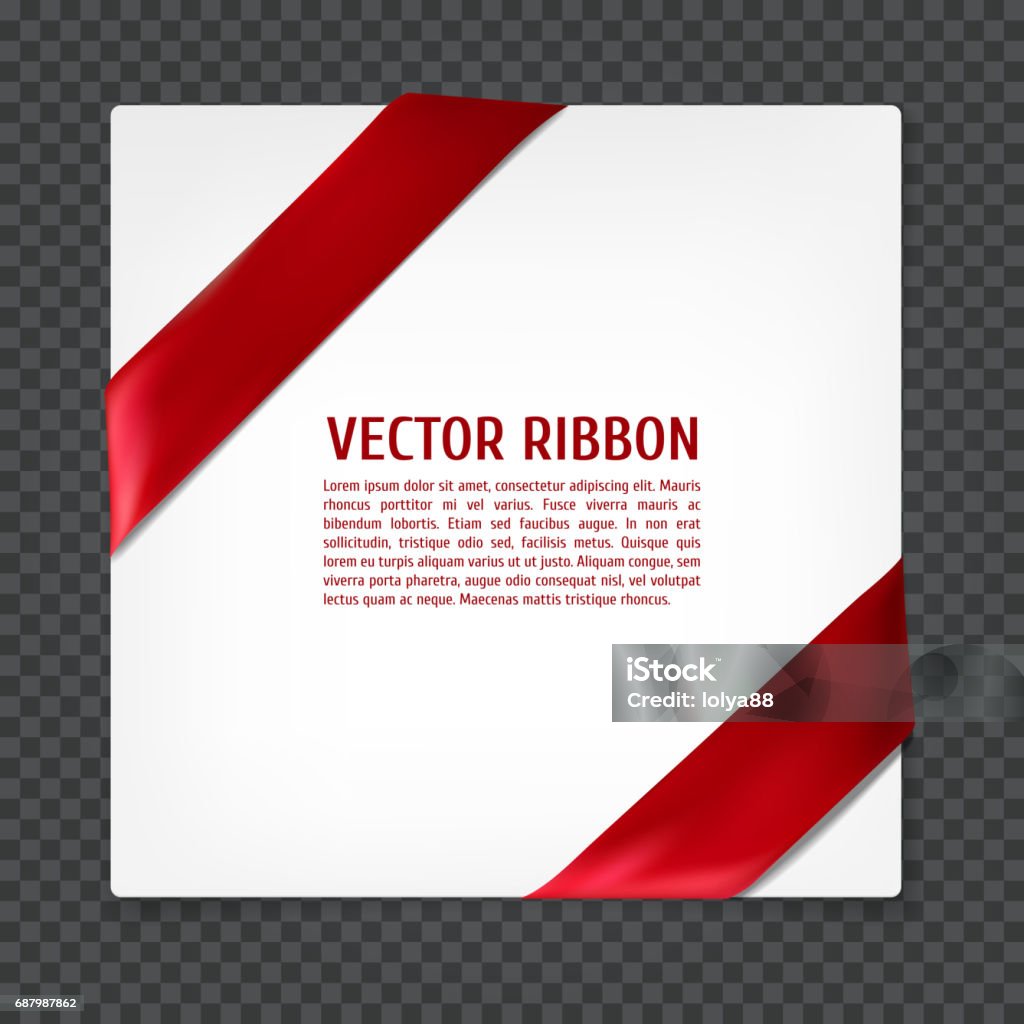 VECTOR RIBBON
Lorem ipsum dolor sit amet, consectetur adipiscing elit. Mauris
rhoncus porttitor mi vel varius. Fusce viverra mauris ac
bibendum lobortis. Etiam sed faucibus augue. In non erat
sollicitudin, tristique odio sed, facilisis metus. Quisque quis
lorem eu turpis aliquam varius ut ut justo. Aliquam congue,
viverra porta pharetra, augue odio consequat nisl, vel volutpat
lectus quam ac neque. Maecenas mattis tristique rhoncus.
iStock™
Credit: lolya88
687987862